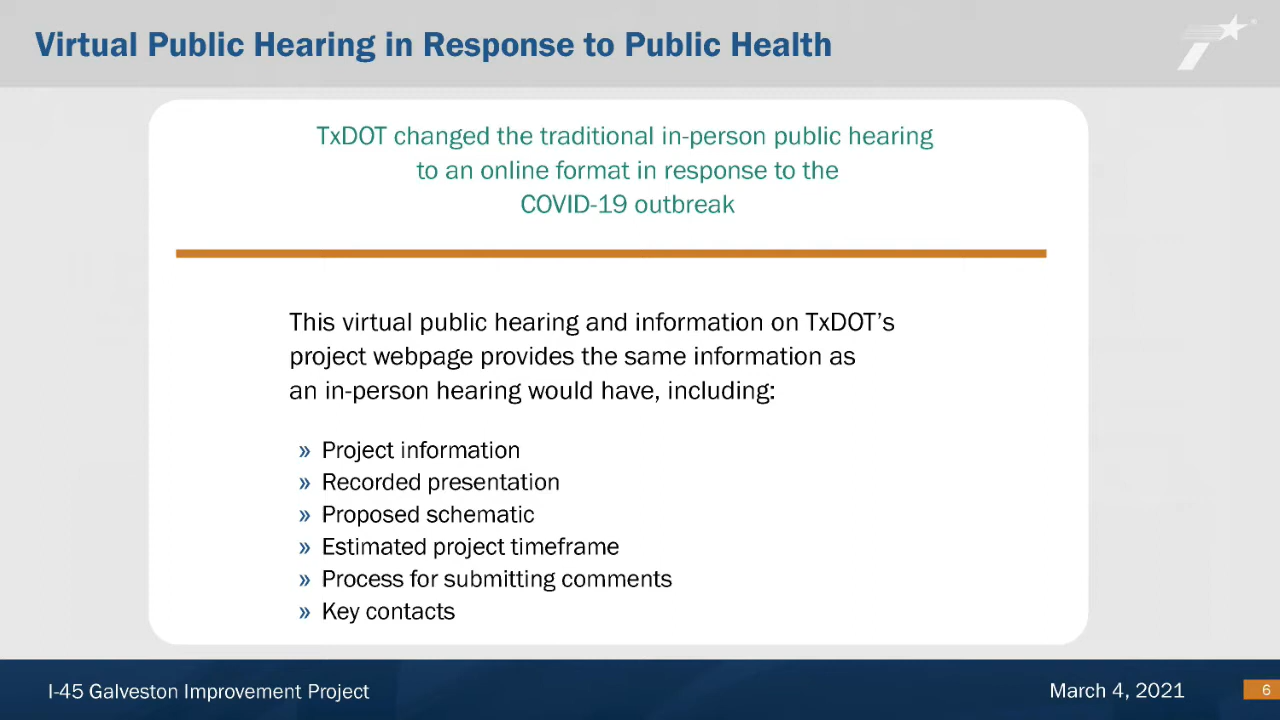 Virtual Public Hearing in Response to Public Health
TxDOT changed the traditional in-person public hearing
to an online format in response to the
COVID-19 outbreak
This virtual public hearing and information on TxDOT’s
project webpage provides the same information as
an in-person hearing would have, including:
» Project information
» Recorded presentation
» Proposed schematic
» Estimated project timeframe
» Process for submitting comments
» Key contacts
I-45 Galveston Improvement Project
March 4, 2021
6